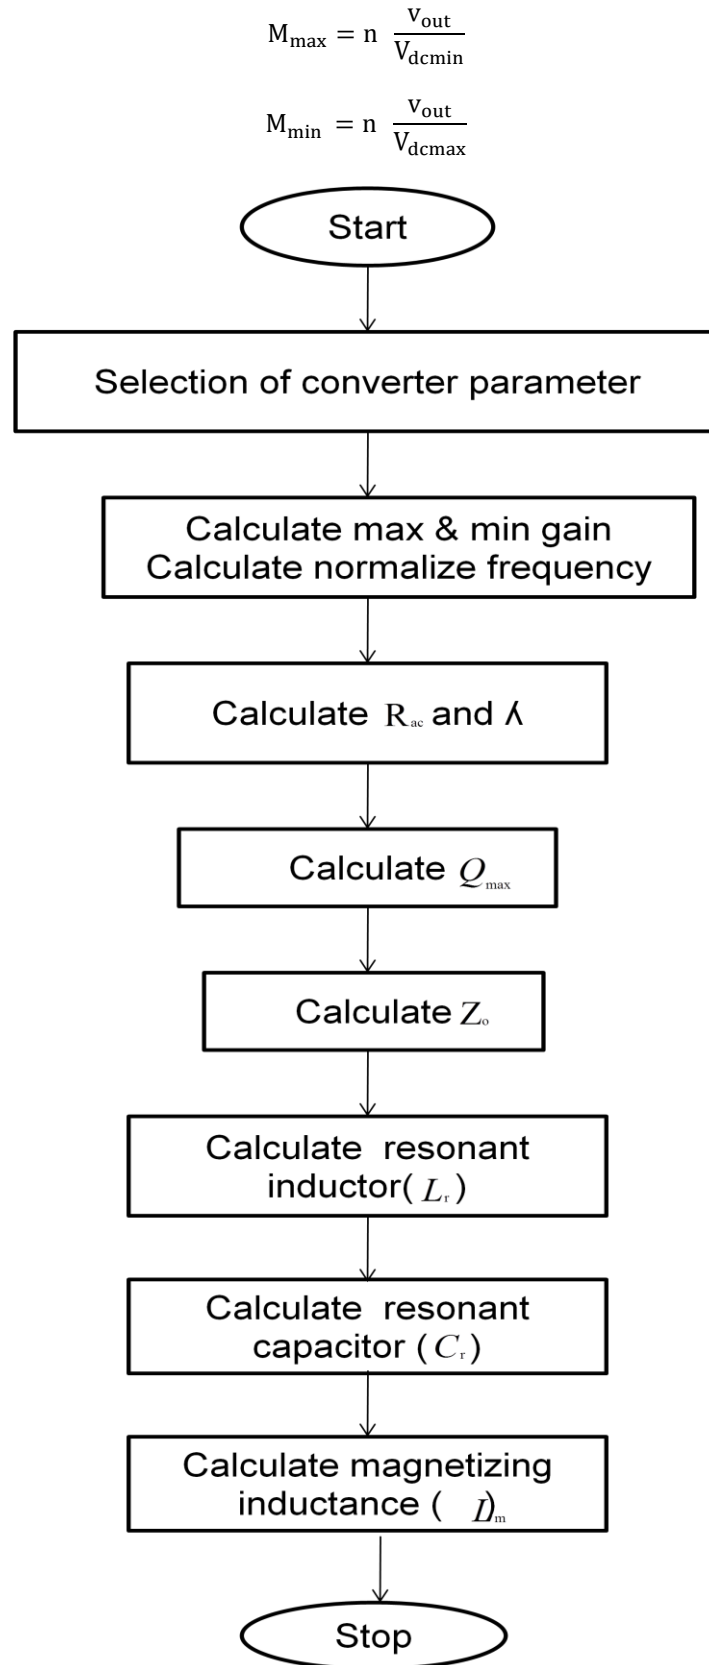 M_max = n v_out / V_dcmin
M_min = n v_out / V_dcmax
Start
Selection of converter parameter
Calculate max & min gain
Calculate normalize frequency
Calculate R_ac and ʎ
Calculate Q_max
Calculate Z_o
Calculate resonant
inductor( L_r)
Calculate resonant
capacitor ( C_r)
Calculate magnetizing
inductance ( L)_m
Stop